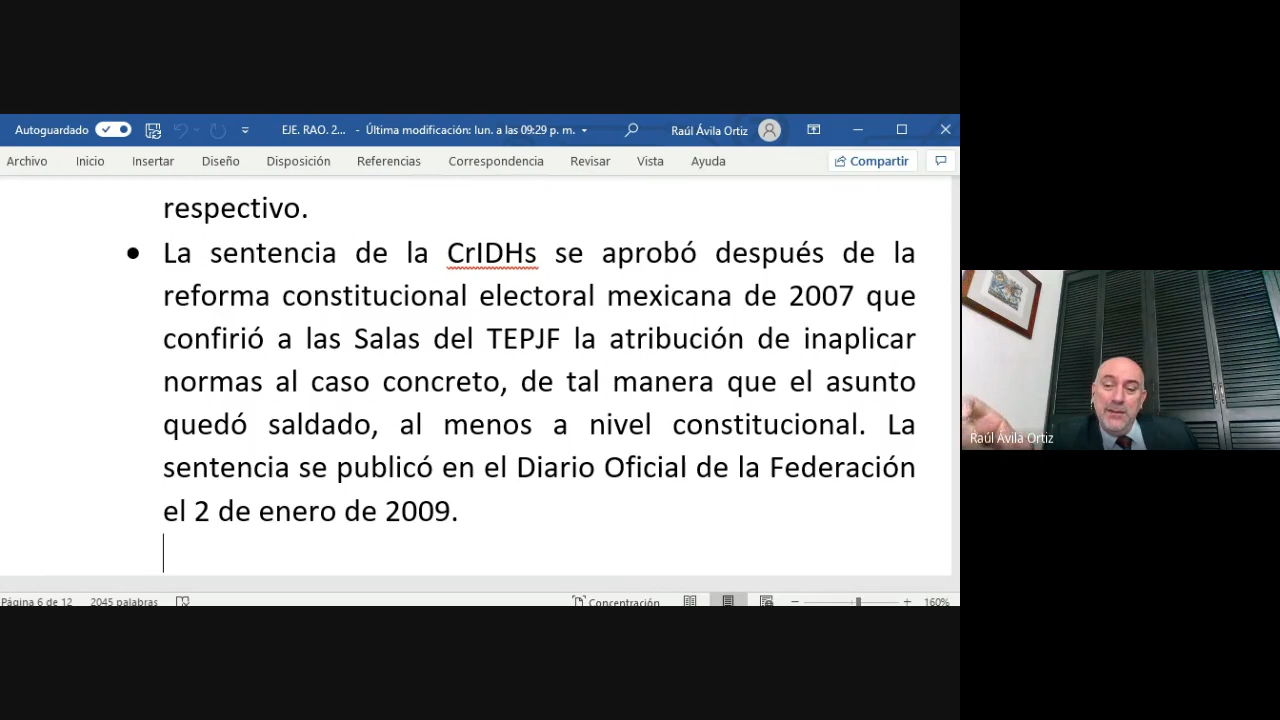 Autoguardado EJE. RAO. 2... - Última modificación: lun. a las 09:29 p. m. Raúl Ávila Ortiz
Archivo Inicio Insertar Diseño Disposición Referencias Correspondencia Revisar Vista Ayuda Compartir
respectivo.
• La sentencia de la CrIDHs se aprobó después de la
reforma constitucional electoral mexicana de 2007 que
confirió a las Salas del TEPJF la atribución de inaplicar
normas al caso concreto, de tal manera que el asunto
quedó saldado, al menos a nivel constitucional. La
sentencia se publicó en el Diario Oficial de la Federación
el 2 de enero de 2009.
Página 6 de 12 2045 palabras Concentración 160%
Raúl Ávila Ortiz